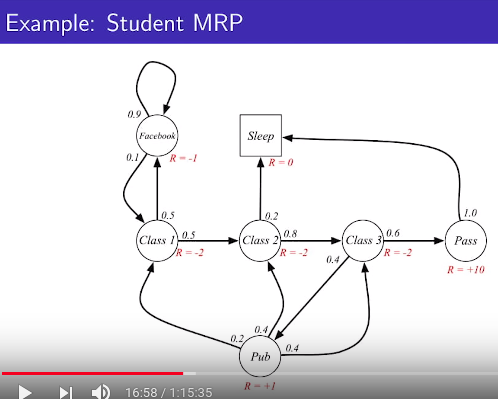 Example: Student MRP
0.9
Facebook
Sleep
0.1
R = -1
R = 0
0.5
0.2
1.0
Class 1
0.5
Class 2
0.8
Class 3
0.6
Pass
R = -2
R = -2
0.4
R = -2
R = +10
0.2
0.4
0.4
Pub
R = +1
16:58 / 1:15:35